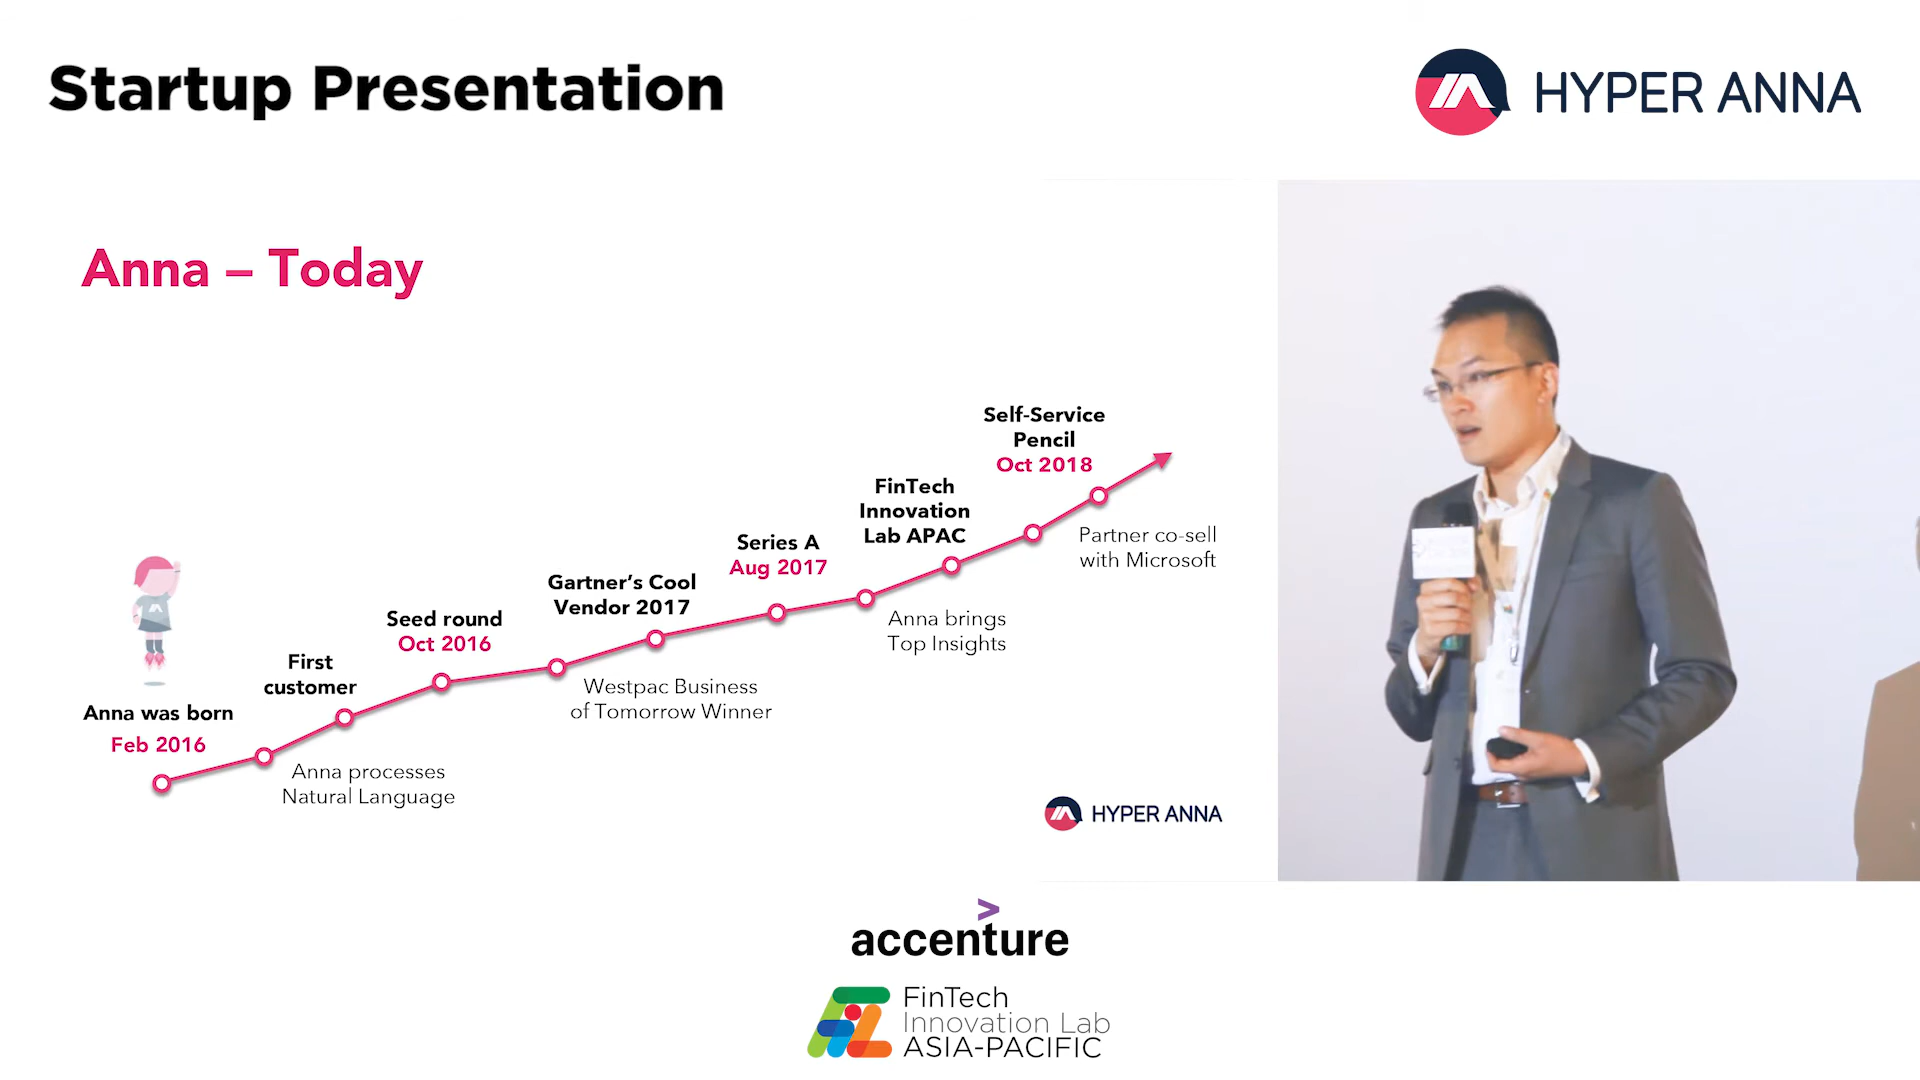 Startup Presentation
HYPER ANNA
Anna – Today
Anna was born
Feb 2016
Anna processes
Natural Language
First
customer
Seed round
Oct 2016
Westpac Business
of Tomorrow Winner
Gartner's Cool
Vendor 2017
Series A
Aug 2017
Anna brings
Top Insights
FinTech
Innovation
Lab APAC
Self-Service
Pencil
Oct 2018
Partner co-sell
with Microsoft
HYPER ANNA
accenture
FinTech
Innovation Lab
ASIA-PACIFIC